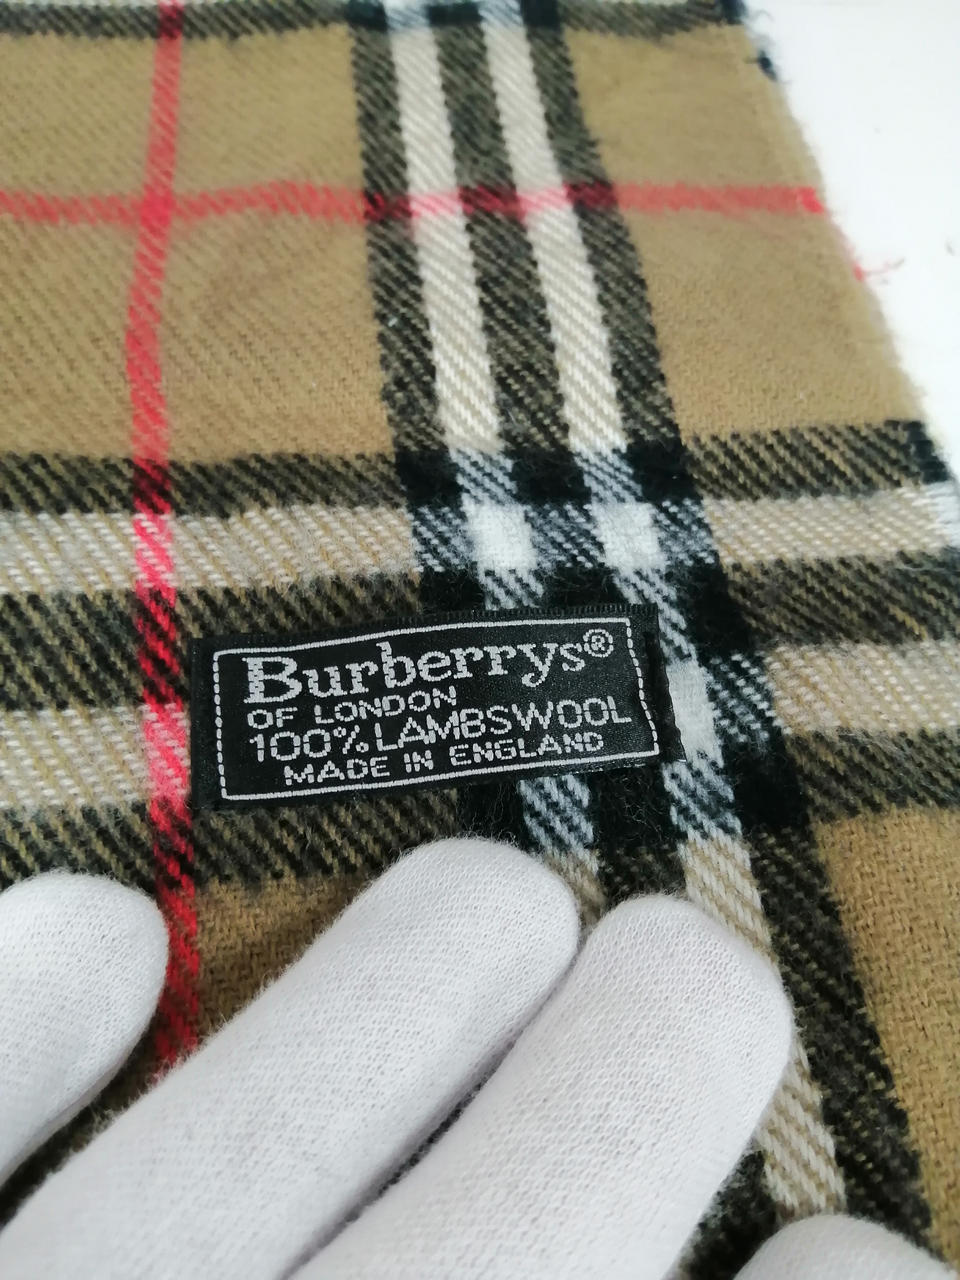 Burberrys®
OF LONDON
100% LAMBSWOOL
MADE IN ENGLAND